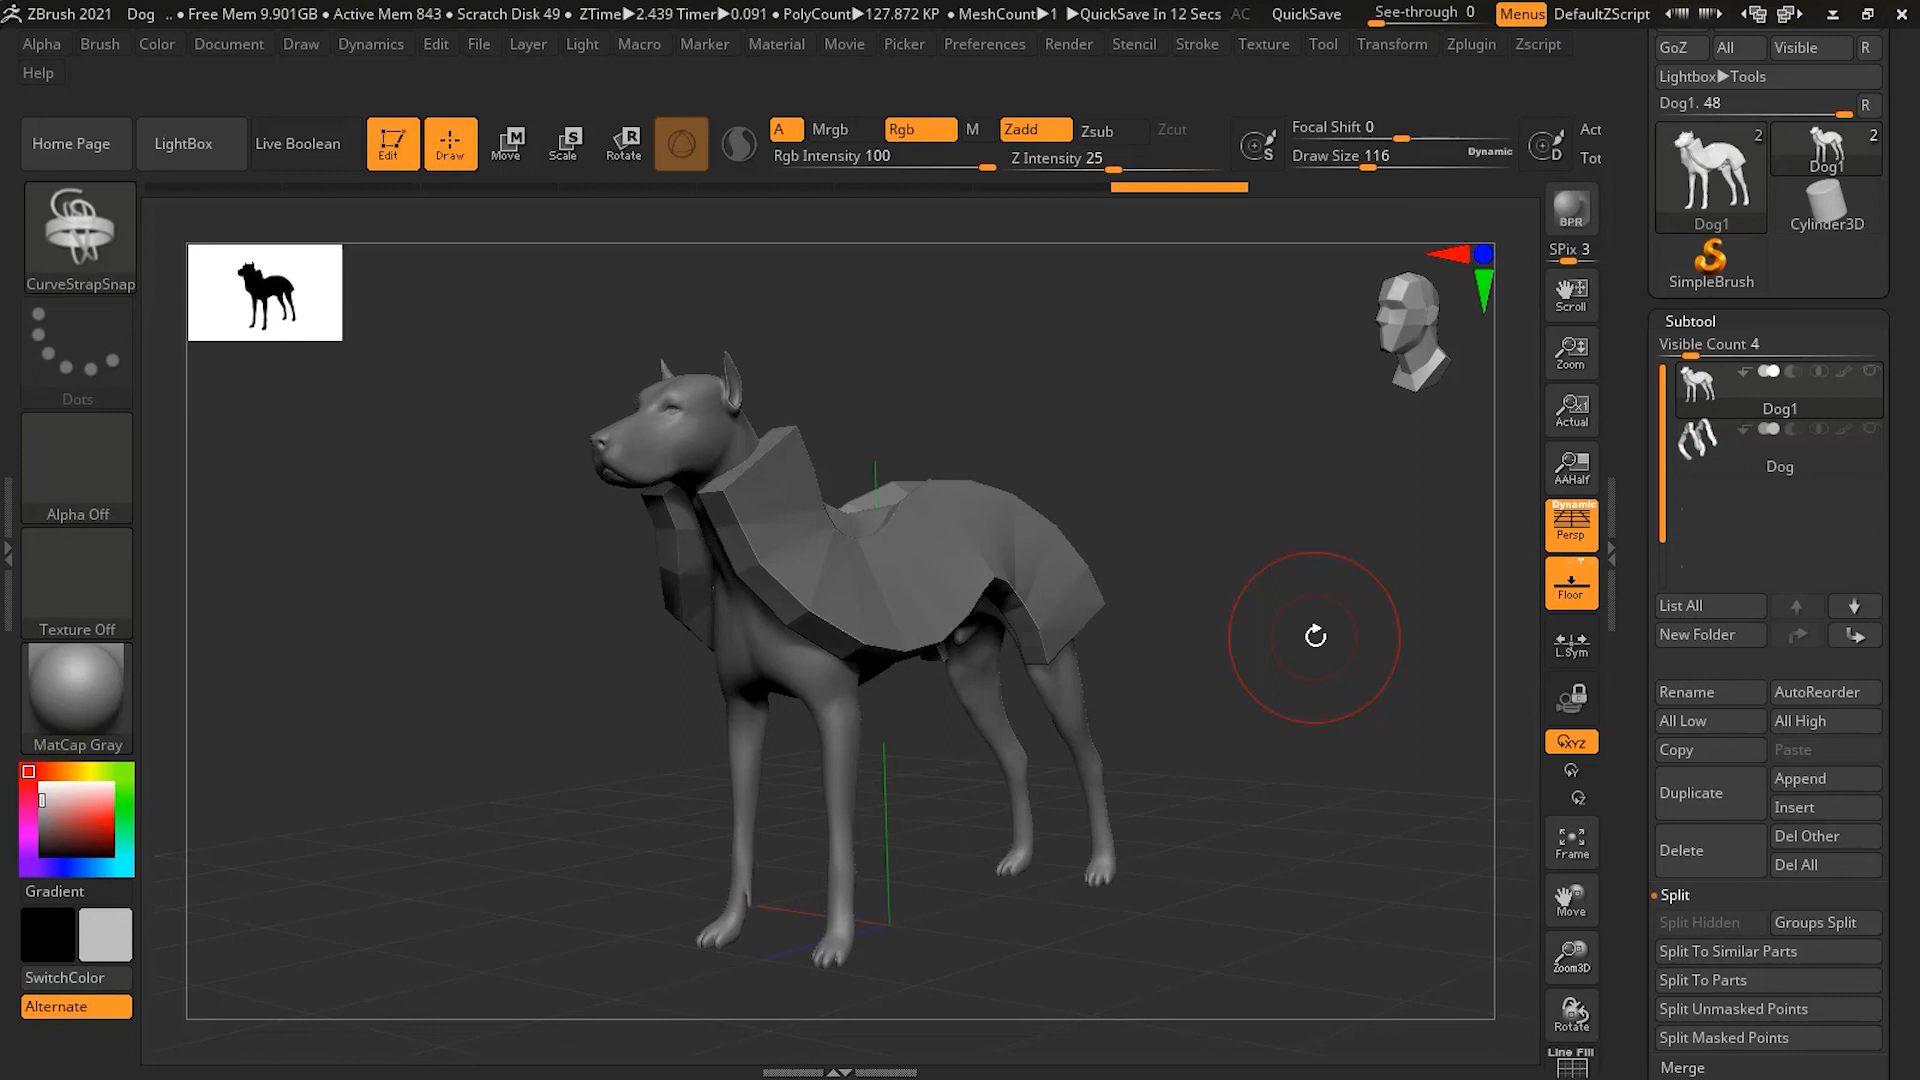 ZBrush 2021 Dog .. • Free Mem 9.901GB • Active Mem 843 • Scratch Disk 49 • ZTime▶2.439 Timer▶0.091 • PolyCount▶127.872 KP • MeshCount▶1 ▶QuickSave In 12 Secs AC QuickSave See-through 0 Menus DefaultZScript
Alpha Brush Color Document Draw Dynamics Edit File Layer Light Macro Marker Material Movie Picker Preferences Render Stencil Stroke Texture Tool Transform Zplugin Zscript
Help
Home Page LightBox Live Boolean Edit Draw Move Scale Rotate
M S R
A Mrgb Rgb M Zadd Zsub Zcut
Rgb Intensity 100 Z Intensity 25
S Focal Shift 0
Draw Size 116 Dynamic
D Act
Tot
CurveStrapSnap
Dots
Alpha Off
Texture Off
MatCap Gray
Gradient
SwitchColor
Alternate
BPR
SPix 3
Scroll
Zoom
Actual
AAHalf
Dynamic
Persp
Floor
L.Sym
XYZ
Y
Z
Frame
Move
Zoom3D
Rotate
Line Fill
GoZ All Visible R
Lightbox▶Tools
Dog1. 48 R
2 2
Dog1
Dog1 Cylinder3D
SimpleBrush
Subtool
Visible Count 4
Dog1
Dog
List All
New Folder
Rename AutoReorder
All Low All High
Copy Paste
Duplicate Append
Insert
Delete Del Other
Del All
Split
Split Hidden Groups Split
Split To Similar Parts
Split To Parts
Split Unmasked Points
Split Masked Points
Merge